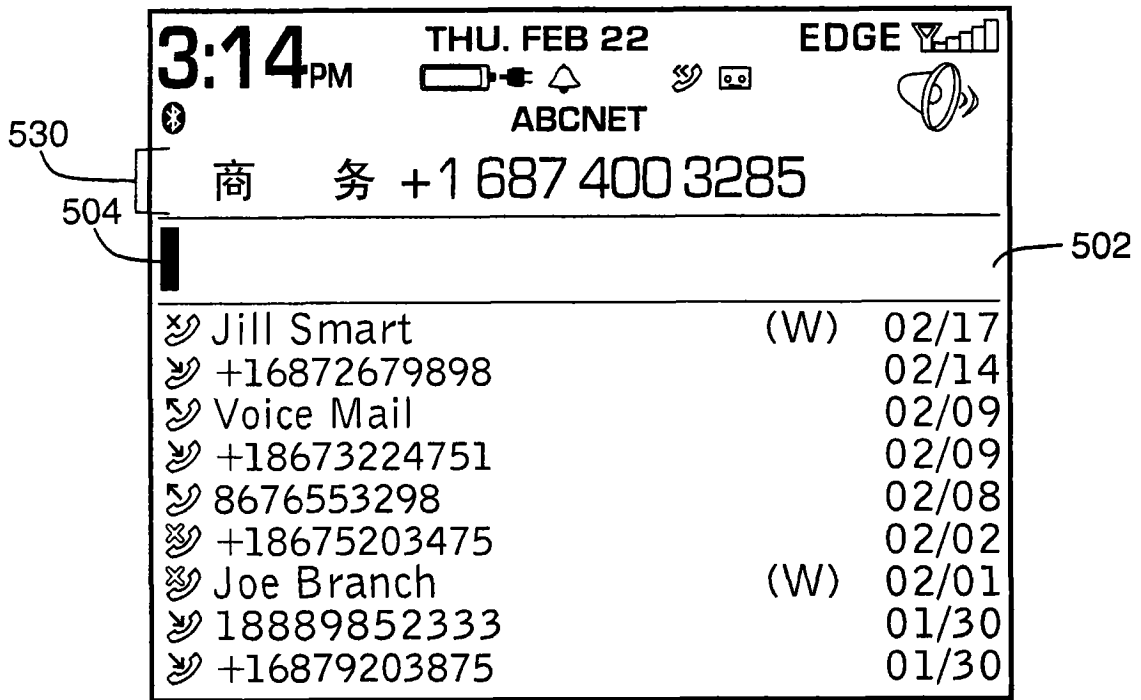 3:14PM THU. FEB 22 EDGE
ABCNET
530
商 务 +1 687 400 3285
504
502
Jill Smart (W) 02/17
+16872679898 02/14
Voice Mail 02/09
+18673224751 02/09
8676553298 02/08
+18675203475 02/02
Joe Branch (W) 02/01
18889852333 01/30
+16879203875 01/30